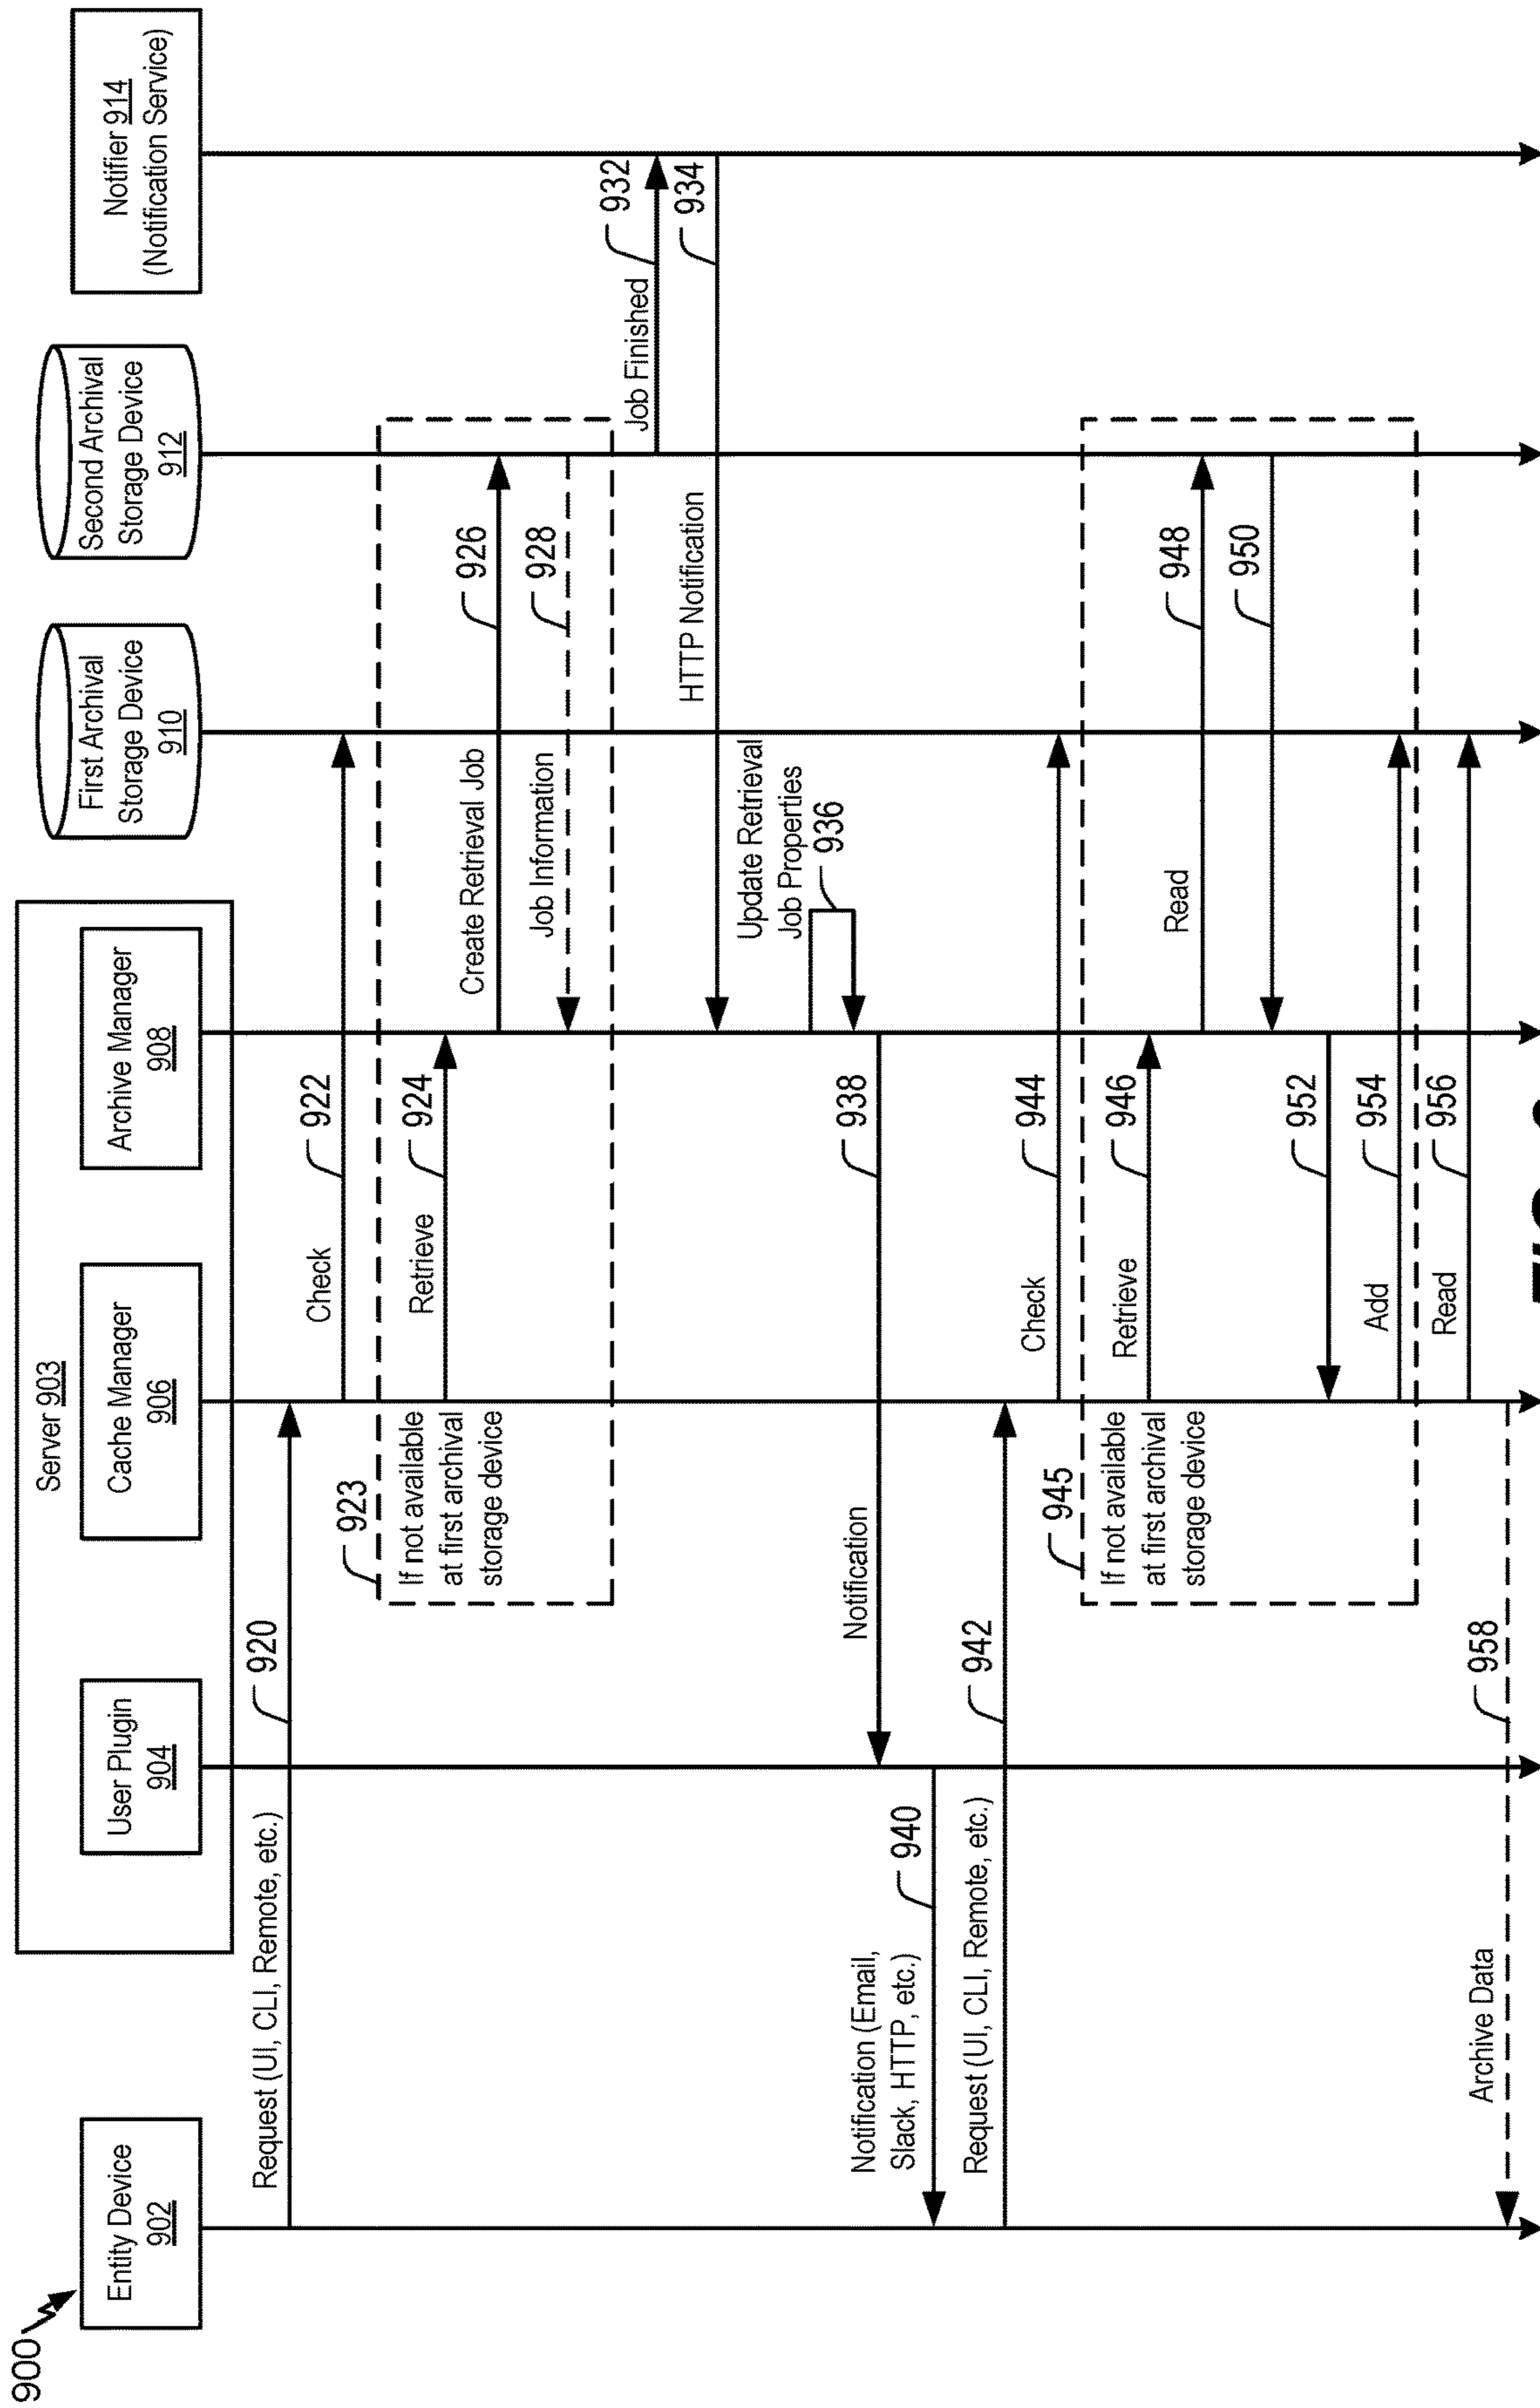 900
Entity Device
902
Server 903
User Plugin
904
Cache Manager
906
Archive Manager
908
First Archival
Storage Device
910
Second Archival
Storage Device
912
Notifier 914
(Notification Service)
Request (UI, CLI, Remote, etc.)
920
Check
922
923
If not available
at first archival
storage device
Retrieve
924
Create Retrieval Job
926
Job Information
928
Job Finished
932
HTTP Notification
934
Update Retrieval
Job Properties
936
Notification
938
Notification (Email,
Slack, HTTP, etc.)
940
Request (UI, CLI, Remote, etc.)
942
Check
944
945
If not available
at first archival
storage device
Retrieve
946
Read
948
950
952
Add
954
Read
956
Archive Data
958